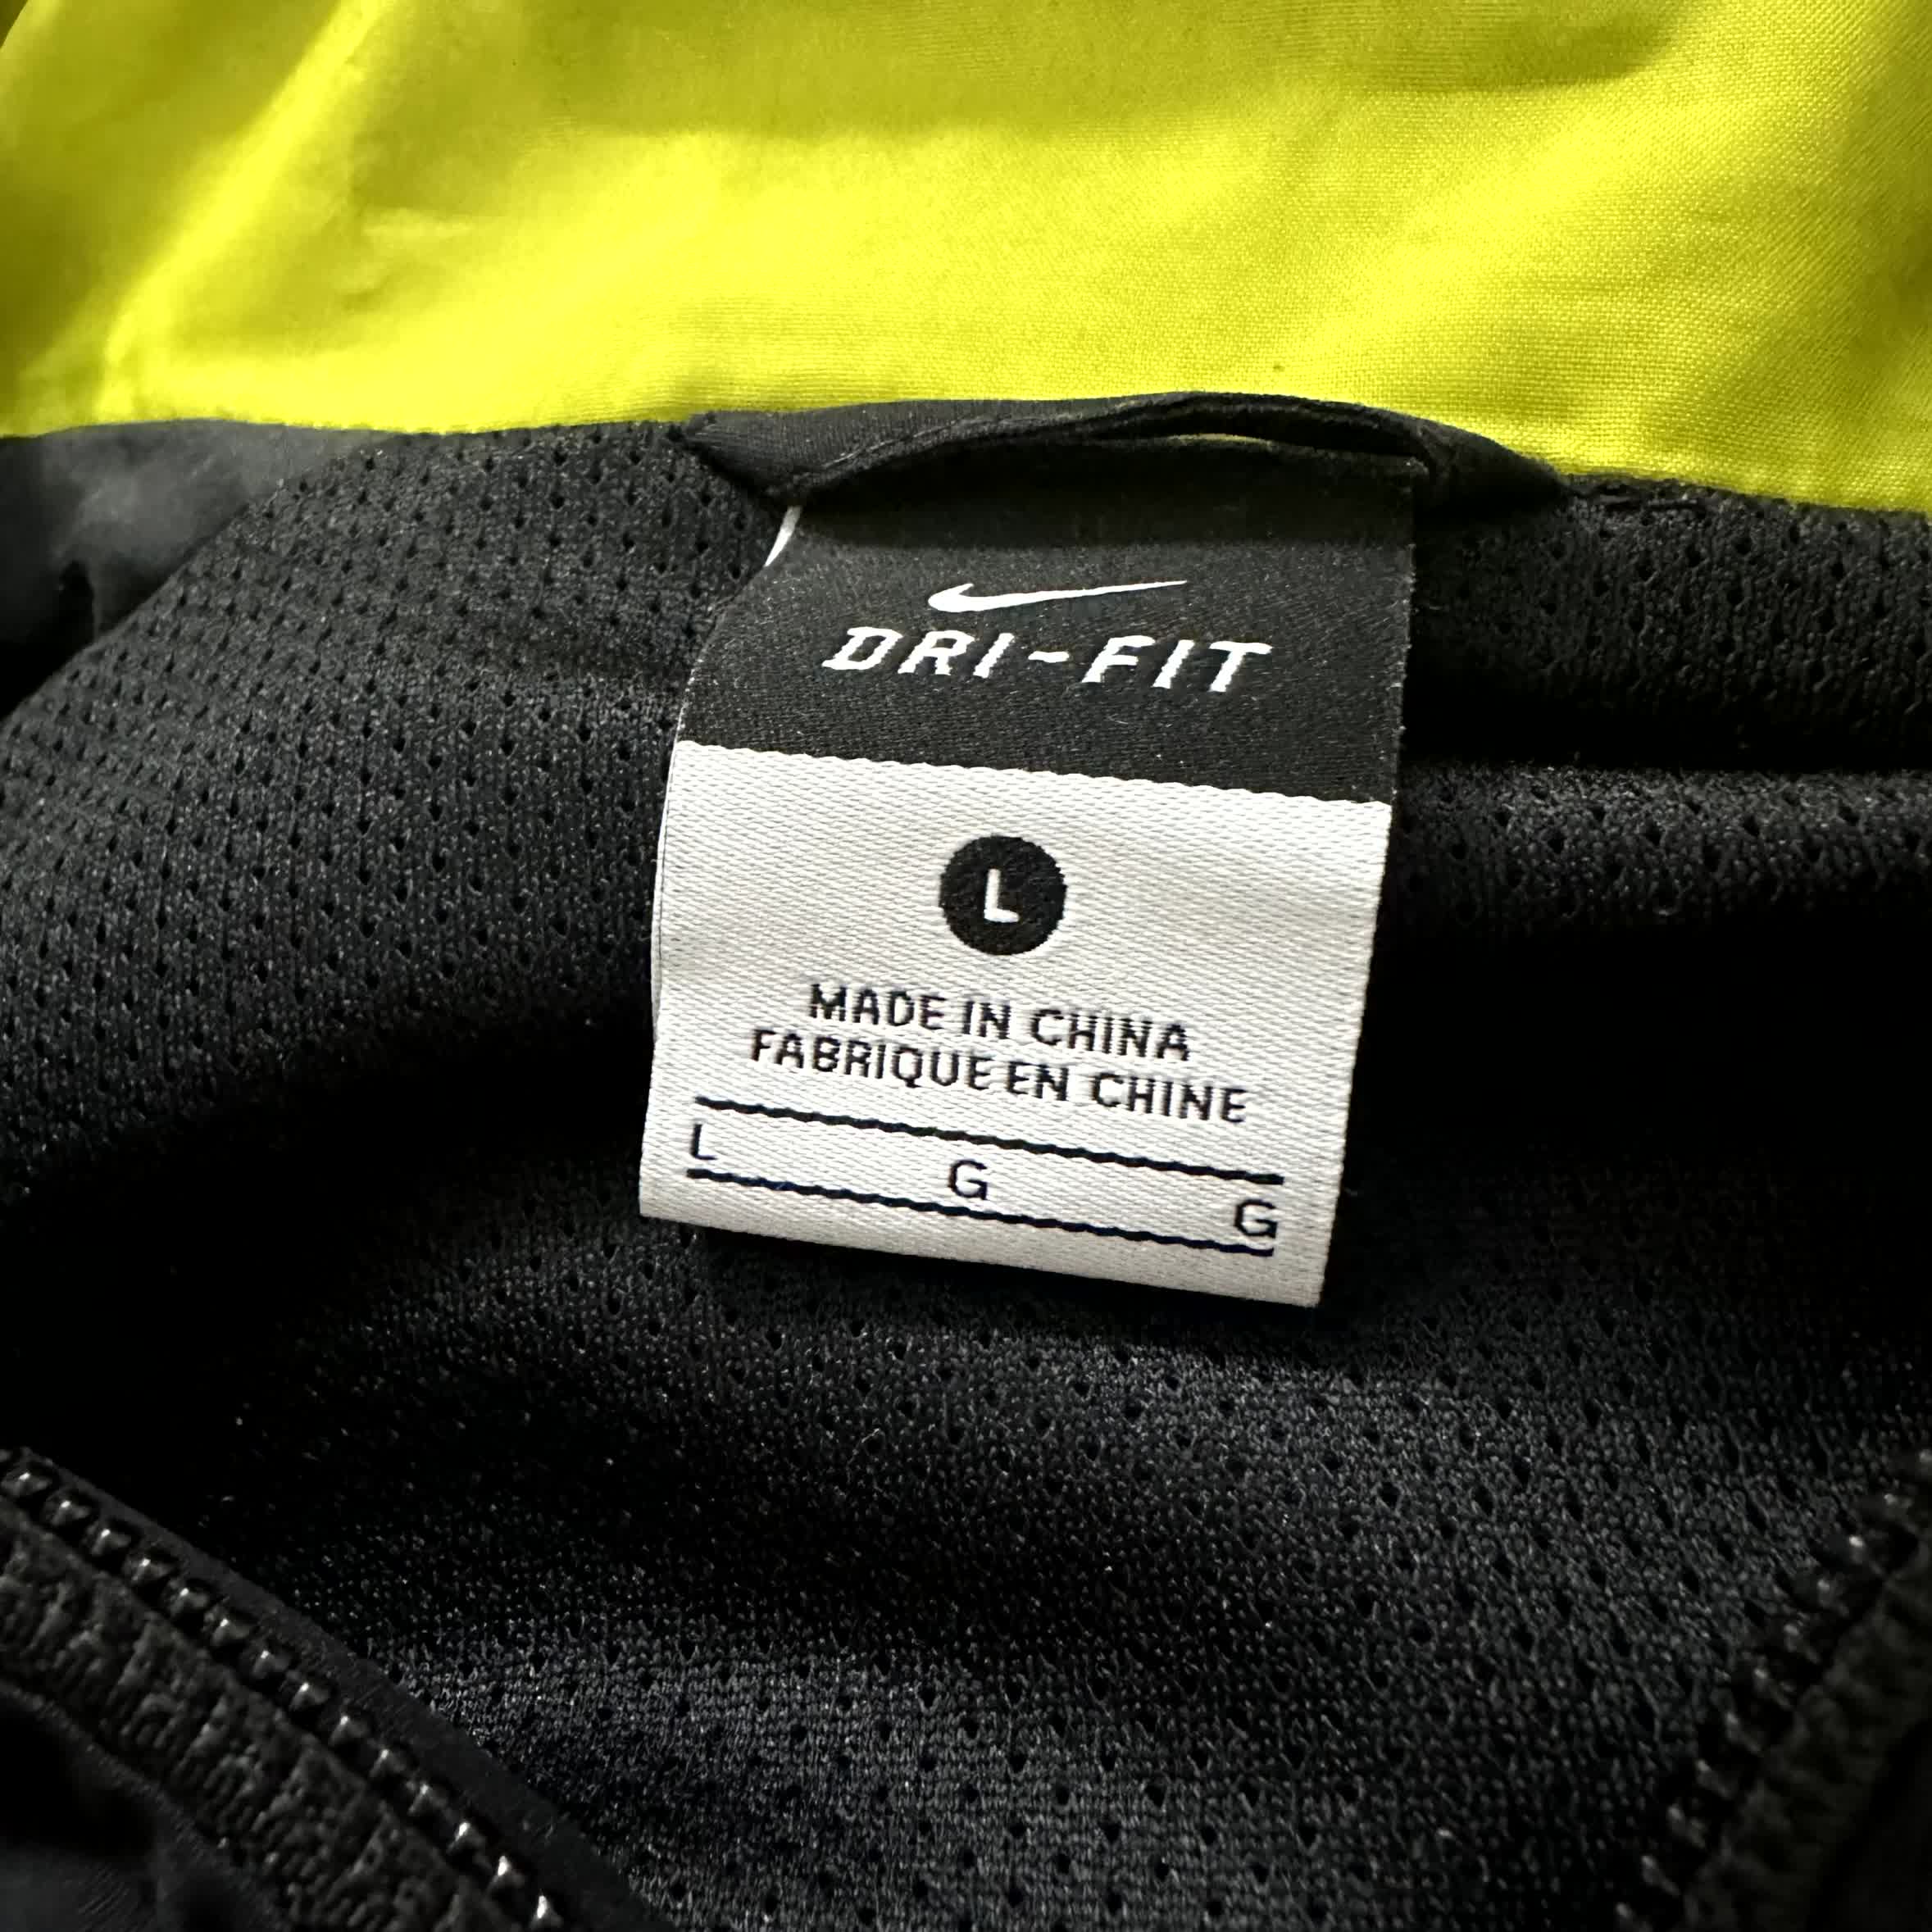 DRI-FIT
L
MADE IN CHINA
FABRIQUE EN CHINE
L G G